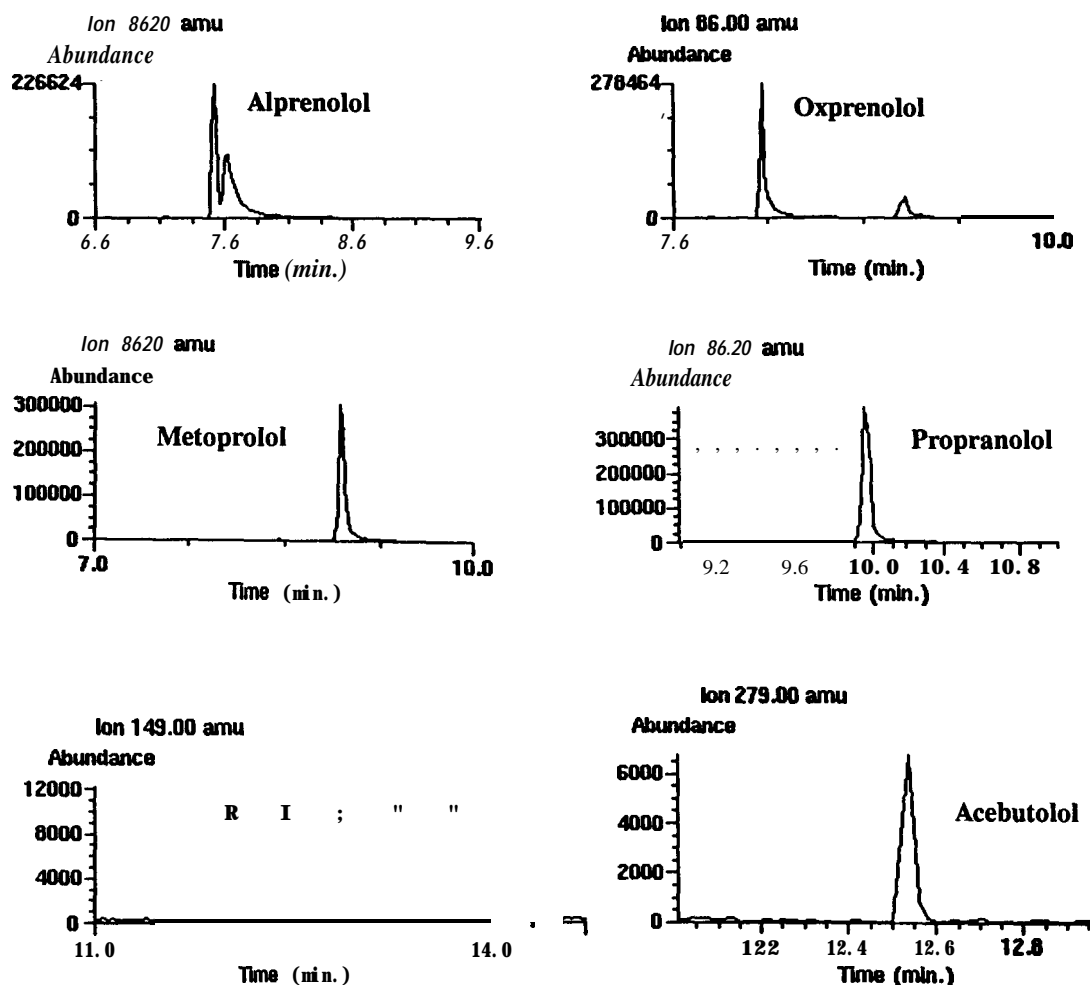 Ion 8620 amu
Abundance
226624
Alprenolol
0
6.6 7.6 8.6 9.6
Time (min.)
Ion 86.00 amu
Abundance
278464
Oxprenolol
0
7.6 10.0
Time (min.)
Ion 8620 amu
Abundance
300000
Metoprolol
200000
100000
0
7.0 10.0
Time (min.)
Ion 86.20 amu
Abundance
300000
Propranolol
, , , . , , .
200000
100000
0
9.2 9.6 10.0 10.4 10.8
Time (min.)
Ion 149.00 amu
Abundance
12000
R I ; " "
8000
4000
0
11.0 14.0
Time (min.)
Ion 279.00 amu
Abundance
6000
Acebutolol
4000
2000
0
122 12.4 12.6 12.8
Time (min.)